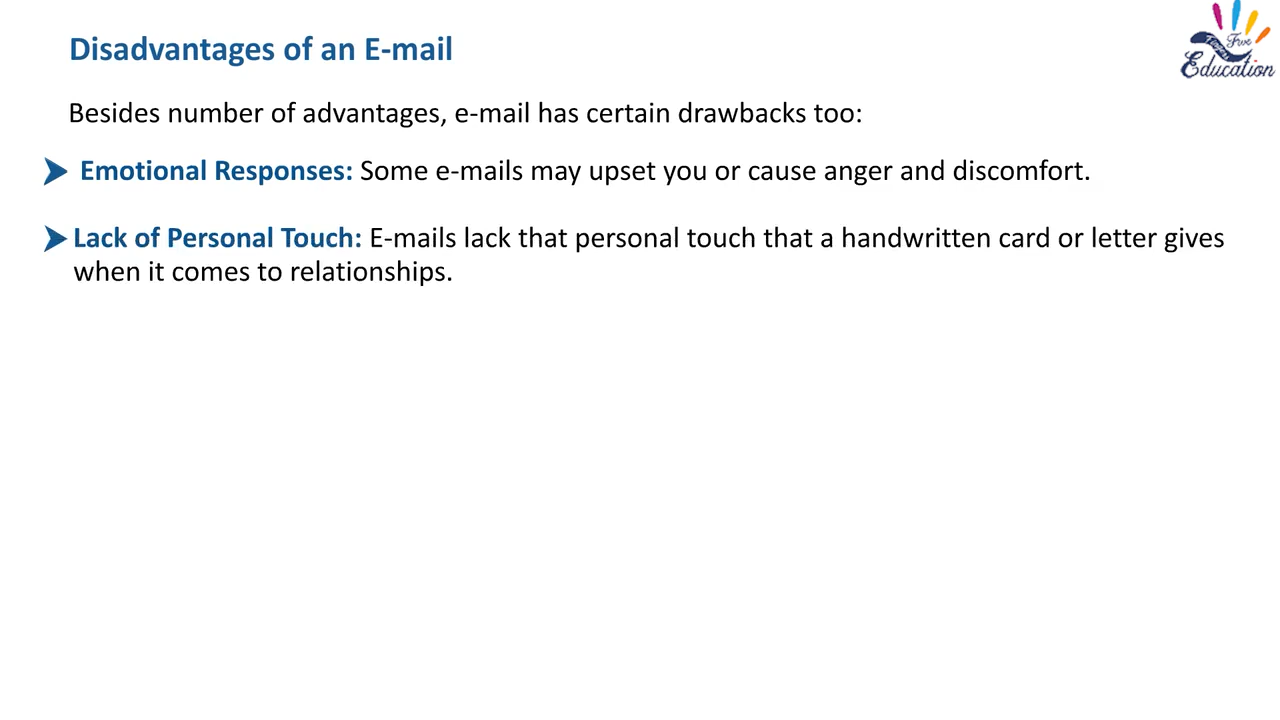 Disadvantages of an E-mail
Five
Education
Besides number of advantages, e-mail has certain drawbacks too:
Emotional Responses: Some e-mails may upset you or cause anger and discomfort.
Lack of Personal Touch: E-mails lack that personal touch that a handwritten card or letter gives
when it comes to relationships.